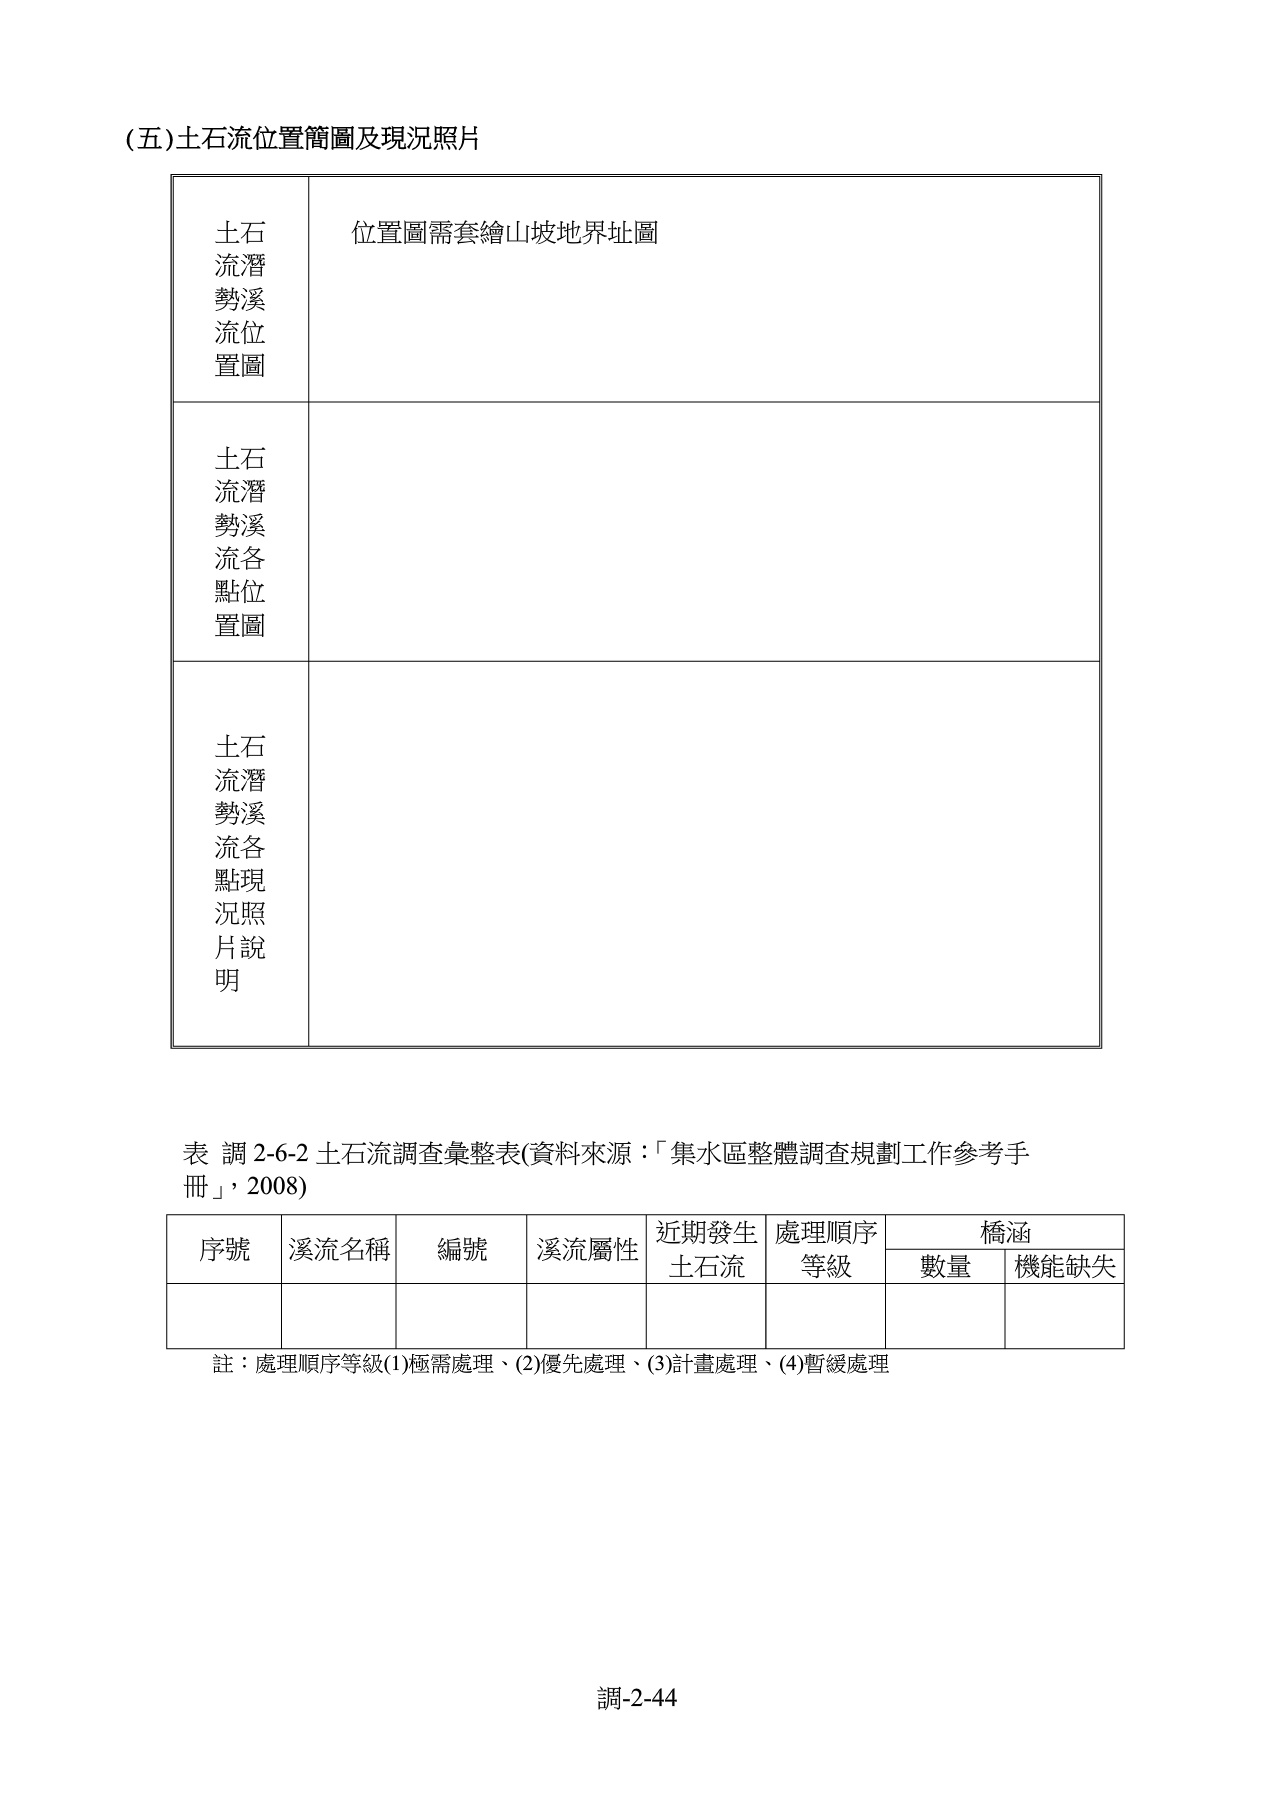 (五)土石流位置簡圖及現況照片
土石
流潛
勢溪
流位
置圖
位置圖需套繪山坡地界址圖
土石
流潛
勢溪
流各
點位
置圖
土石
流潛
勢溪
流各
點現
況照
片說
明
表 調 2-6-2 土石流調查彙整表(資料來源：「集水區整體調查規劃工作參考手
冊」，2008)
序號 溪流名稱 編號 溪流屬性 近期發生 處理順序 橋涵
土石流 等級 數量 機能缺失
註：處理順序等級(1)極需處理、(2)優先處理、(3)計畫處理、(4)暫緩處理
調-2-44